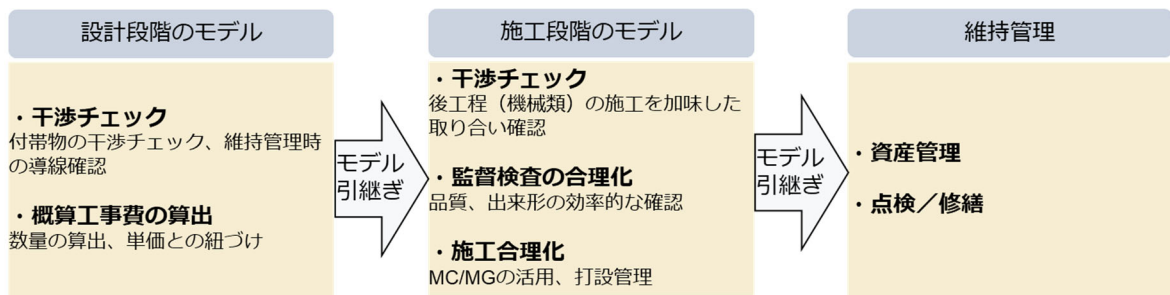 設計段階のモデル
・干渉チェック
付帯物の干渉チェック、維持管理時
の導線確認
・概算工事費の算出
数量の算出、単価との紐づけ
モデル
引継ぎ
施工段階のモデル
・干渉チェック
後工程（機械類）の施工を加味した
取り合い確認
・監督検査の合理化
品質、出来形の効率的な確認
・施工合理化
MC/MGの活用、打設管理
モデル
引継ぎ
維持管理
・資産管理
・点検／修繕